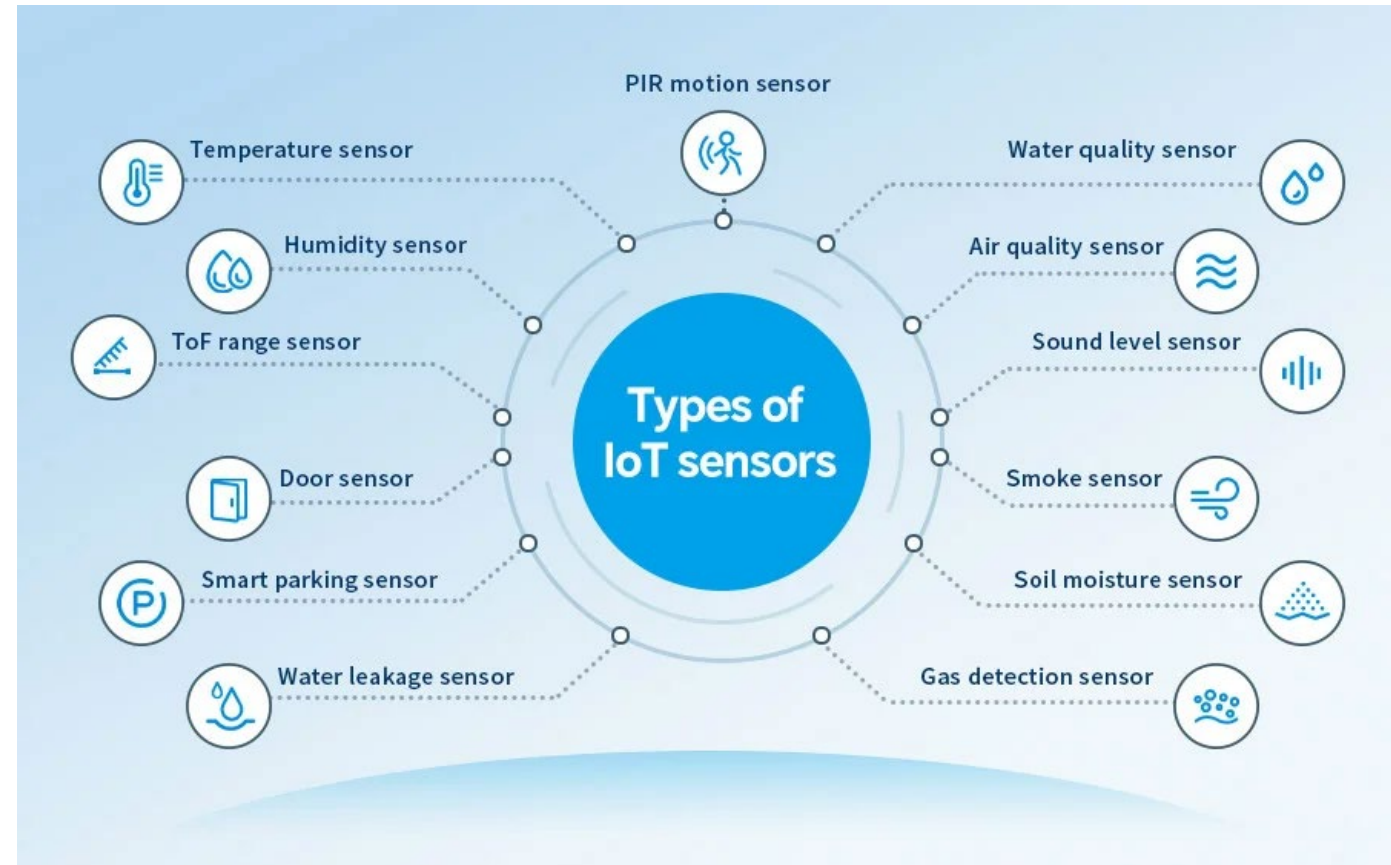 PIR motion sensor
Temperature sensor
Water quality sensor
Humidity sensor
Air quality sensor
ToF range sensor
Sound level sensor
Types of
IoT sensors
Door sensor
Smoke sensor
Smart parking sensor
P
Soil moisture sensor
Water leakage sensor
Gas detection sensor